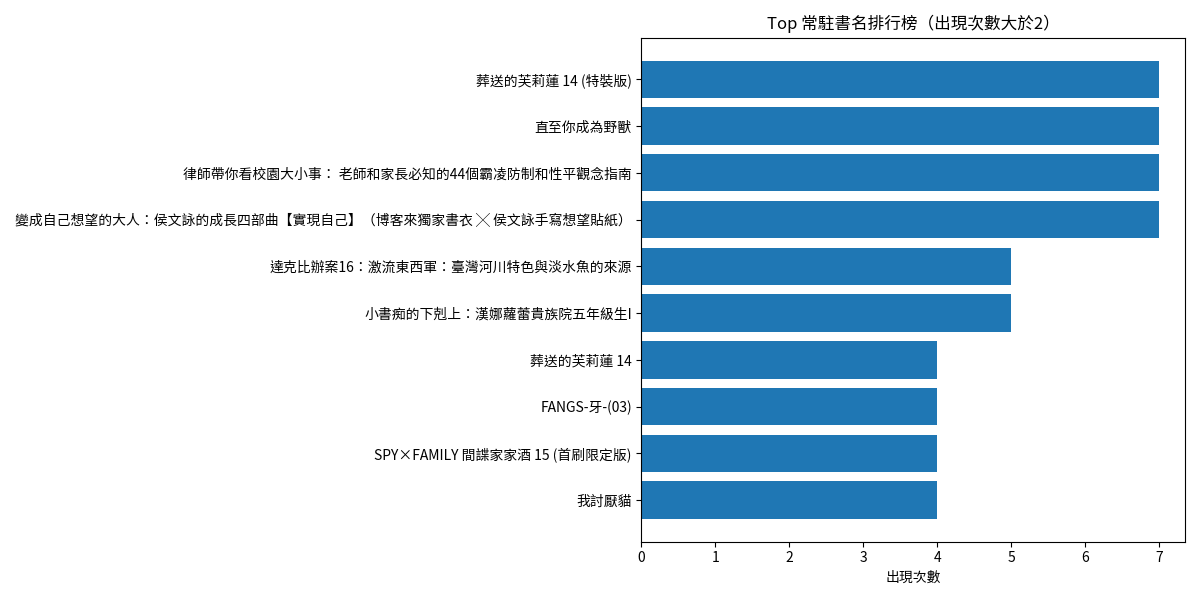 Top 常駐書名排行榜（出現次數大於2）
葬送的芙莉蓮 14 (特裝版)
直至你成為野獸
律師帶你看校園大小事： 老師和家長必知的44個霸凌防制和性平觀念指南
變成自己想望的大人：侯文詠的成長四部曲【實現自己】（博客來獨家書衣 ╳ 侯文詠手寫想望貼紙）
達克比辦案16：激流東西軍：臺灣河川特色與淡水魚的來源
小書痴的下剋上：漢娜蘿蕾貴族院五年級生I
葬送的芙莉蓮 14
FANGS-牙-(03)
SPY×FAMILY 間諜家家酒 15 (首刷限定版)
我討厭貓
0 1 2 3 4 5 6 7
出現次數